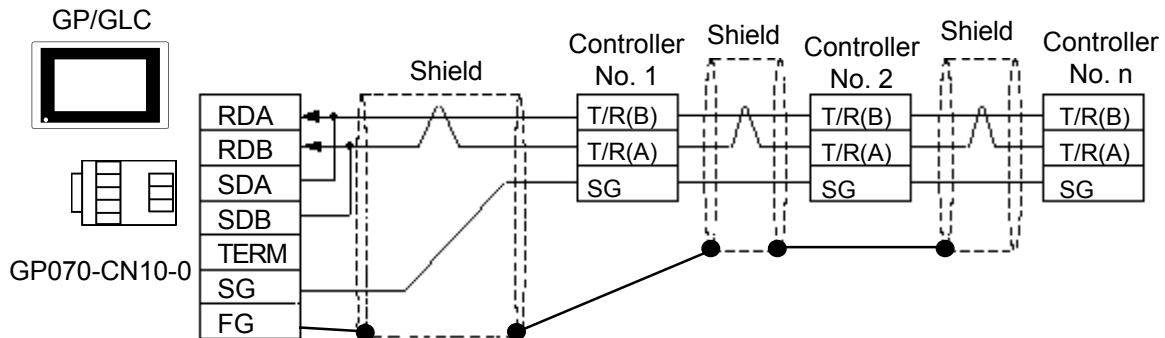 GP/GLC
GP070-CN10-0
RDA
RDB
SDA
SDB
TERM
SG
FG
Shield
Controller
No. 1
T/R(B)
T/R(A)
SG
Shield
Controller
No. 2
T/R(B)
T/R(A)
SG
Shield
Controller
No. n
T/R(B)
T/R(A)
SG